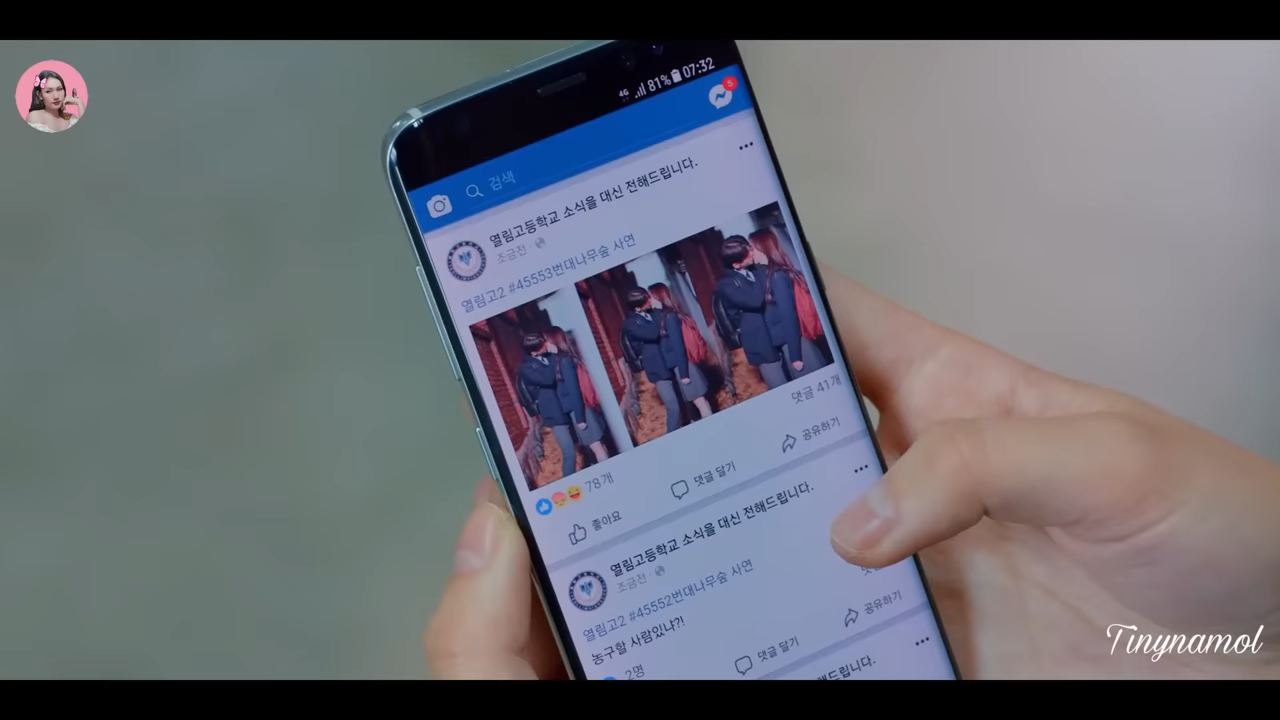 4G 81% 07:32
5
검색
열림고등학교 소식을 대신 전해드립니다.
조금전
열림고2 #45553번대나무숲 사연
78개
댓글 41개
좋아요
댓글 달기
공유하기
열림고등학교 소식을 대신 전해드립니다.
조금전
열림고2 #45552번대나무숲 사연
농구할 사람있냐?!
2명
댓글 달기
공유하기
해드립니다.
Tinynamol